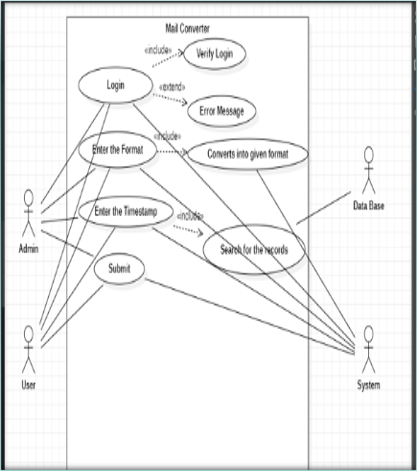 Mail Converter
«include»
Verify Login
Login
«extend»
Error Message
«include»
Enter the Format
Converts into given format
Data Base
Enter the Timestamp
«include»
Search for the records
Admin
Submit
User
System